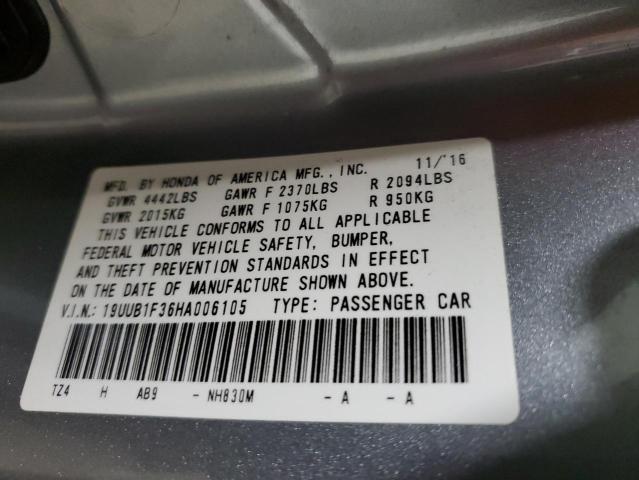 MFD. BY HONDA OF AMERICA MFG., INC. 11/'16
GVWR 4442LBS GAWR F 2370LBS R 2094LBS
GVWR 2015KG GAWR F 1075KG R 950KG
THIS VEHICLE CONFORMS TO ALL APPLICABLE
FEDERAL MOTOR VEHICLE SAFETY, BUMPER,
AND THEFT PREVENTION STANDARDS IN EFFECT
ON THE DATE OF MANUFACTURE SHOWN ABOVE.
V.I.N.: 19UUB1F36HA006105 TYPE: PASSENGER CAR
TZ4 H AB9 - NH830M - A - A